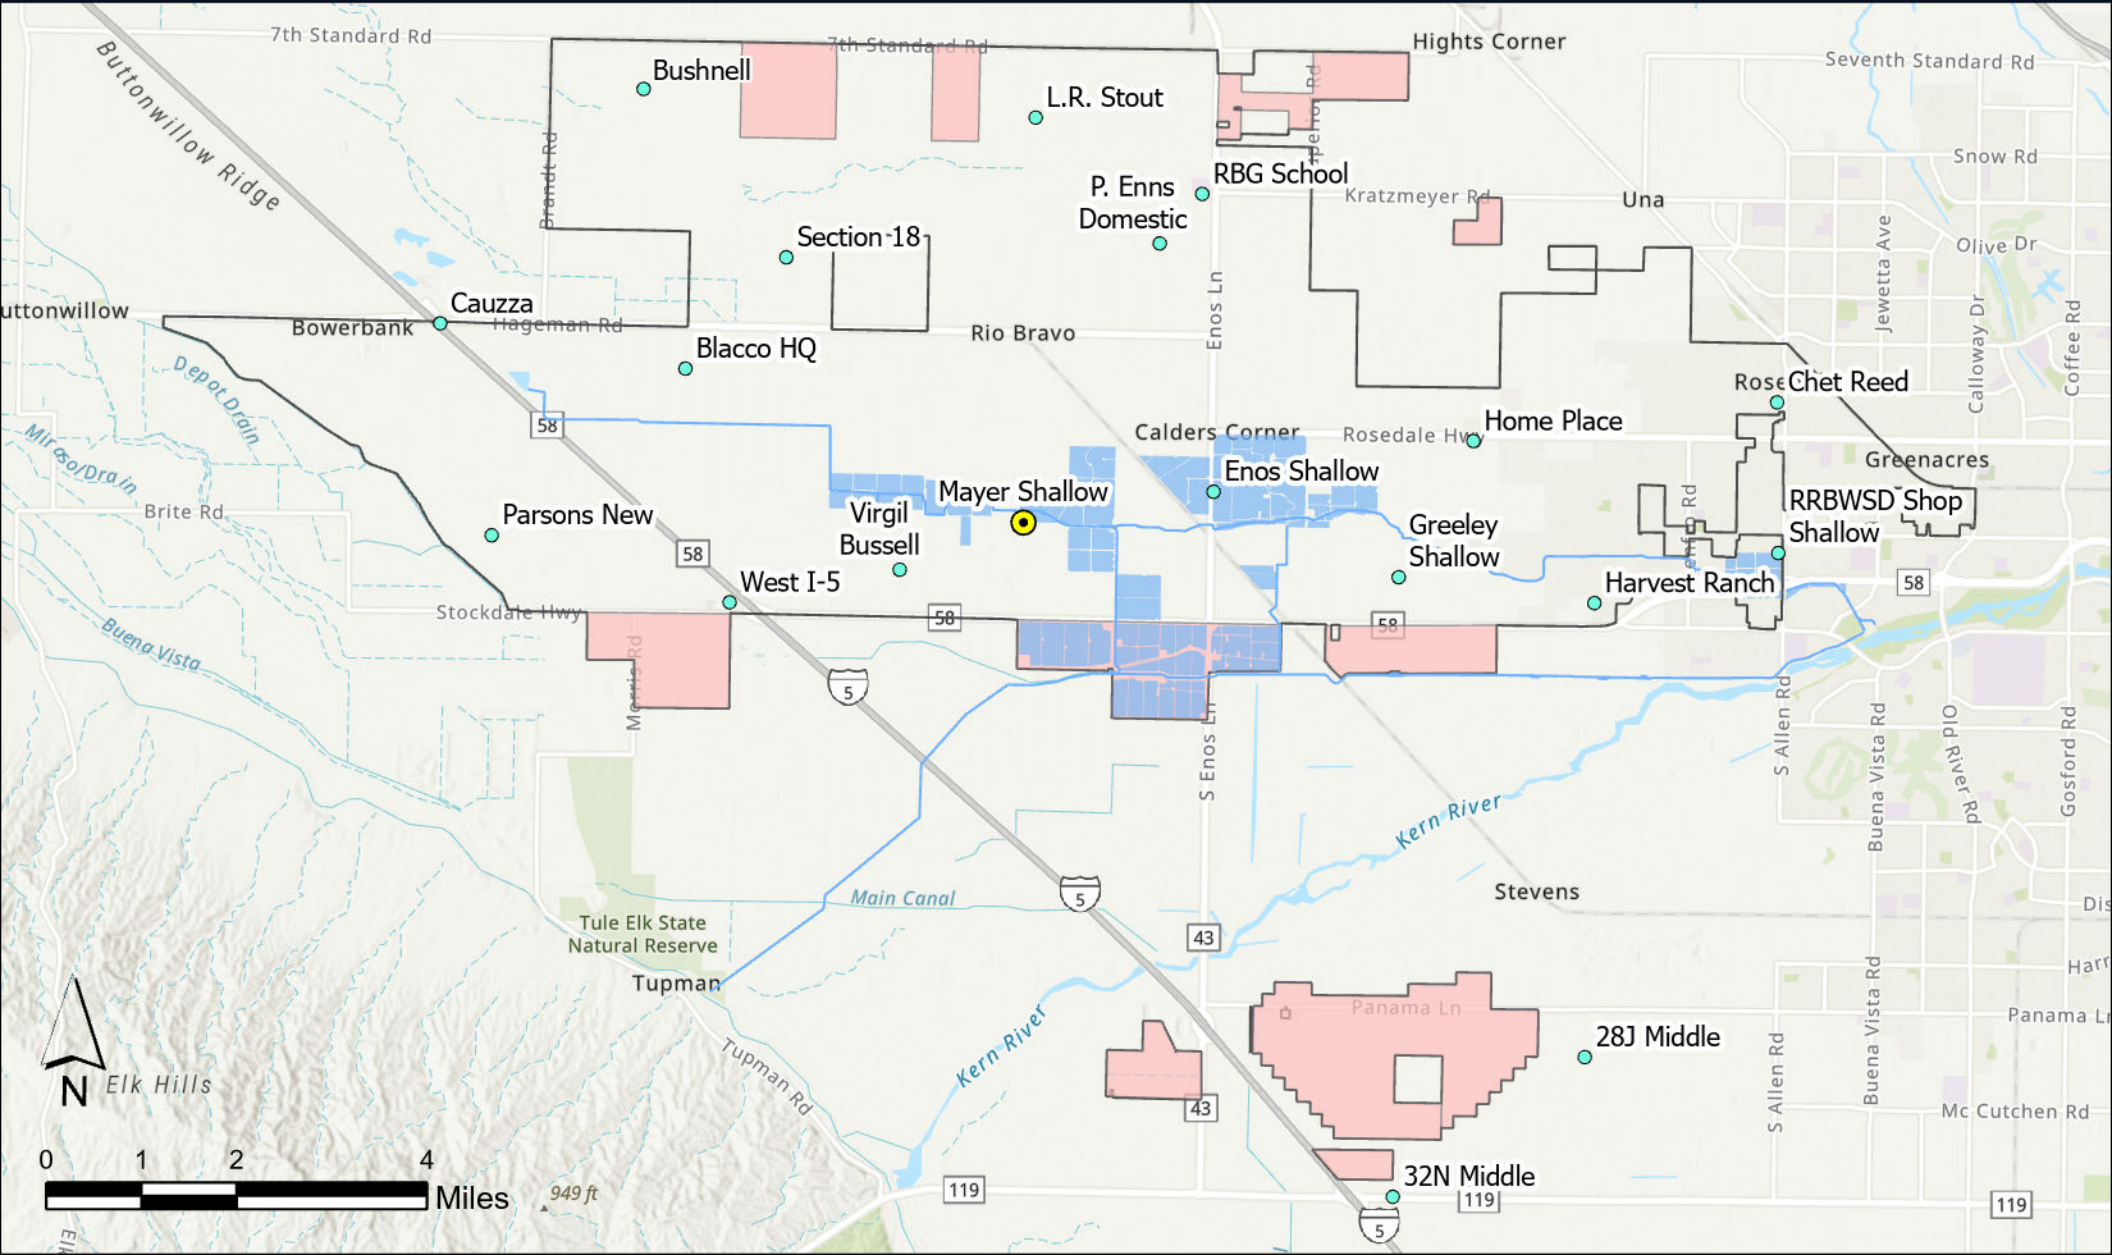 7th Standard Rd
7th Standard Rd
Hights Corner
Seventh Standard Rd
Buttonwillow Ridge
Bushnell
L.R. Stout
Brandt Rd
Snow Rd
P. Enns
Domestic
RBG School
Kratzmeyer Rd
Una
Section 18
Olive Dr
Jewetta Ave
Calloway Dr
Coffee Rd
Enos Ln
uttonwillow
Cauzza
Bowerbank
Hageman Rd
Rio Bravo
Blacco HQ
Depot Drain
Chet Reed
58
Calders Corner
Rosedale Hwy
Home Place
Greenacres
Enos Shallow
Mayer Shallow
Virgil
Bussell
Parsons New
Brite Rd
Greeley
Shallow
RRBWSD Shop
Shallow
58
West I-5
Harvest Ranch
58
Stockdale Hwy
58
58
Buena Vista
Morris Rd
5
S Enos Ln
S Allen Rd
Buena Vista Rd
Old River Rd
Gosford Rd
Kern River
5
Stevens
Main Canal
Tule Elk State
Natural Reserve
Tupman
43
Panama Ln
Panama Ln
28J Middle
Buena Vista Rd
S Allen Rd
Kern River
Tupman Rd
N
Elk Hills
43
Mc Cutchen Rd
0 1 2 4
Miles
949 ft
119
32N Middle
119
5
119